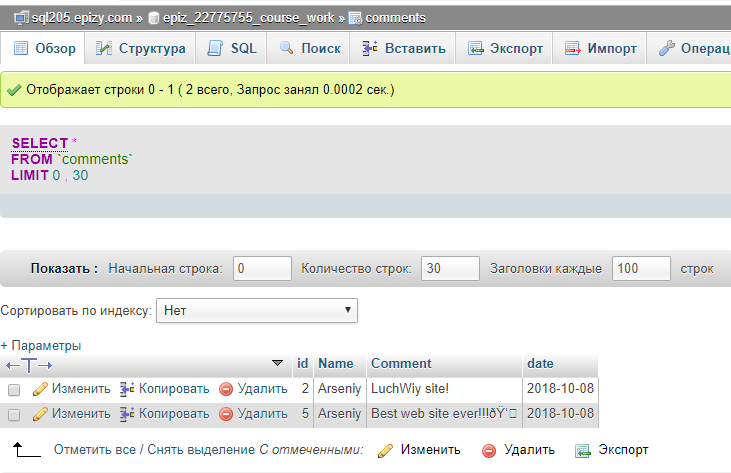 sql205.epizy.com » epiz_22775755_course_work » comments
Обзор Структура SQL Поиск Вставить Экспорт Импорт Операц
Отображает строки 0 - 1 ( 2 всего, Запрос занял 0.0002 сек.)
SELECT *
FROM `comments`
LIMIT 0 , 30
Показать : Начальная строка: 0 Количество строк: 30 Заголовки каждые 100 строк
Сортировать по индексу: Нет
+ Параметры
←T→ id Name Comment date
Изменить Копировать Удалить 2 Arseniy LuchWiy site! 2018-10-08
Изменить Копировать Удалить 5 Arseniy Best web site ever!!!ðŸ' 2018-10-08
Отметить все / Снять выделение С отмеченными: Изменить Удалить Экспорт